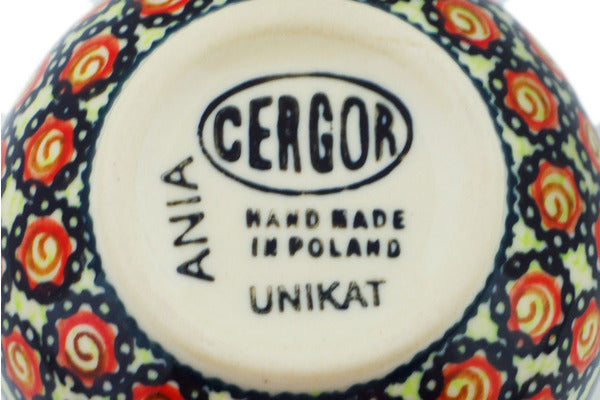 CERGOR
HAND MADE
IN POLAND
UNIKAT
ANIA